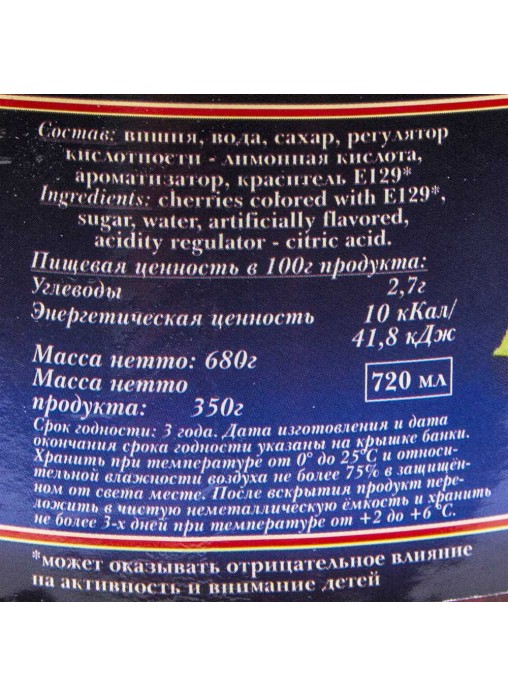 Состав: вишня, вода, сахар, регулятор
кислотности - лимонная кислота,
ароматизатор, краситель Е129*
Ingredients: cherries colored with E129*,
sugar, water, artificially flavored,
acidity regulator - citric acid.
Пищевая ценность в 100г продукта:
Углеводы 2,7г
Энергетическая ценность 10 кКал/
41,8 кДж
Масса нетто: 680г
Масса нетто
продукта: 350г
720 мл
Срок годности: 3 года. Дата изготовления и дата
окончания срока годности указаны на крышке банки.
Хранить при температуре от 0° до 25°С и относи-
тельной влажности воздуха не более 75% в защищён-
ном от света месте. После вскрытия продукт пере-
ложить в чистую неметаллическую ёмкость и хранить
не более 3-х дней при температуре от +2 до +6 °С.
*может оказывать отрицательное влияние
на активность и внимание детей